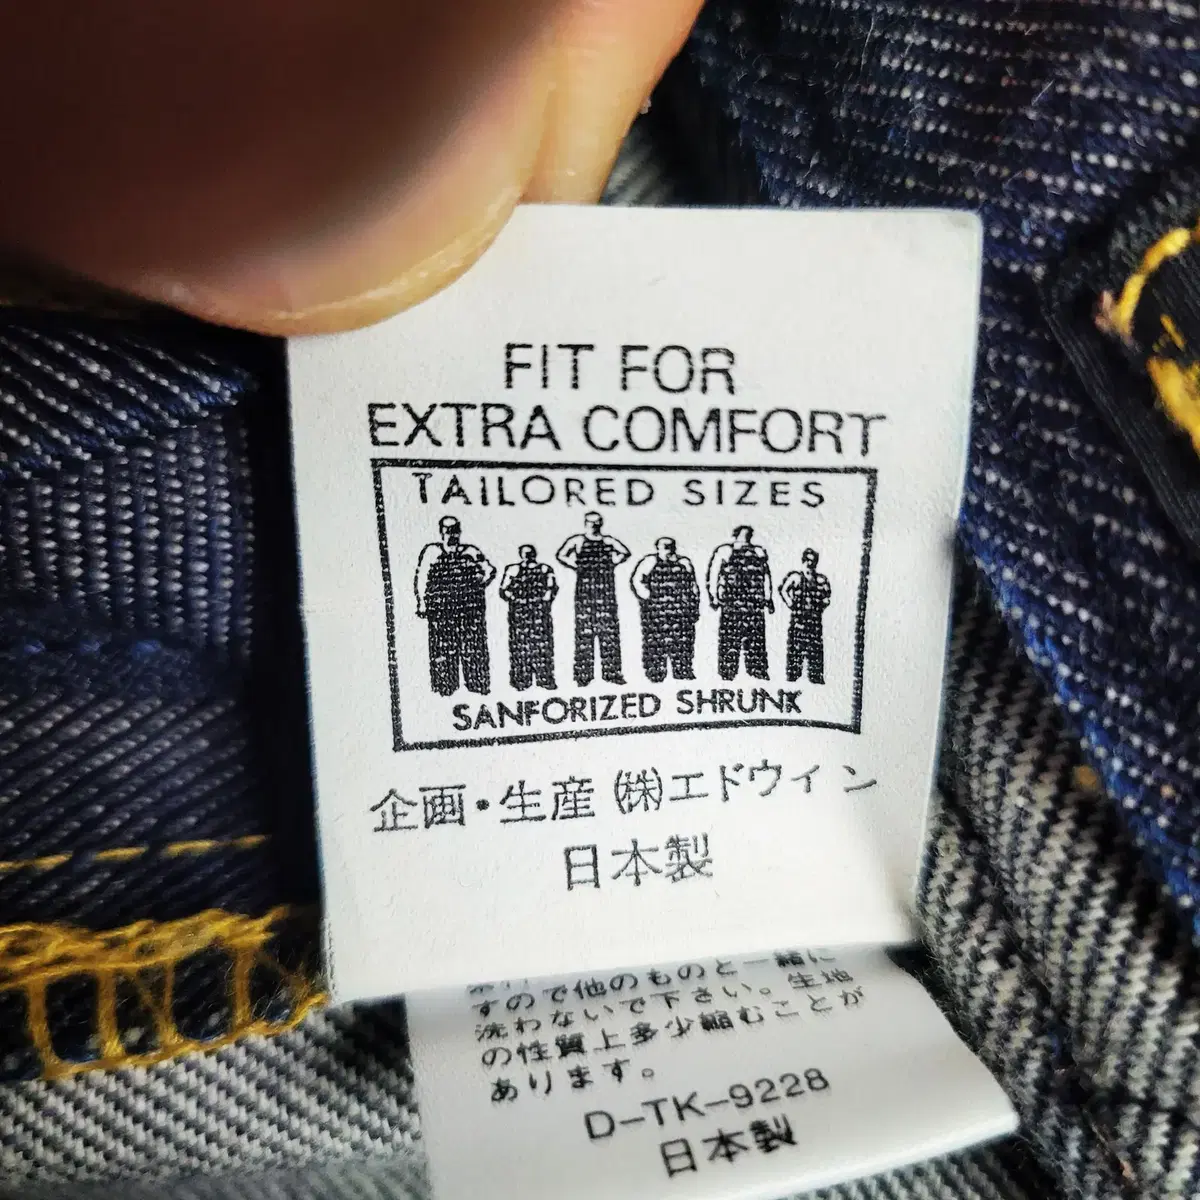 FIT FOR
EXTRA COMFORT
TAILORED SIZES
SANFORIZED SHRUNK
企画・生産 ㈱エドウィン
日本製
すので他のものと一緒に
洗わないで下さい。生地
の性質上多少縮むことが
あります。
D-TK-9228
日本製